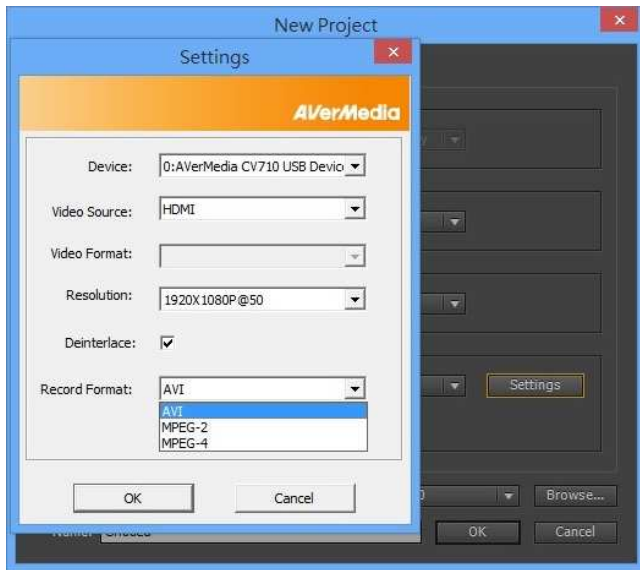 New Project
Settings
AVerMedia
Device: 0:AVerMedia CV710 USB Devic
Video Source: HDMI
Video Format:
Resolution: 1920X1080P@50
Deinterlace:
Record Format: AVI
AVI
MPEG-2
MPEG-4
Settings
OK Cancel
Browse...
Name:
OK Cancel